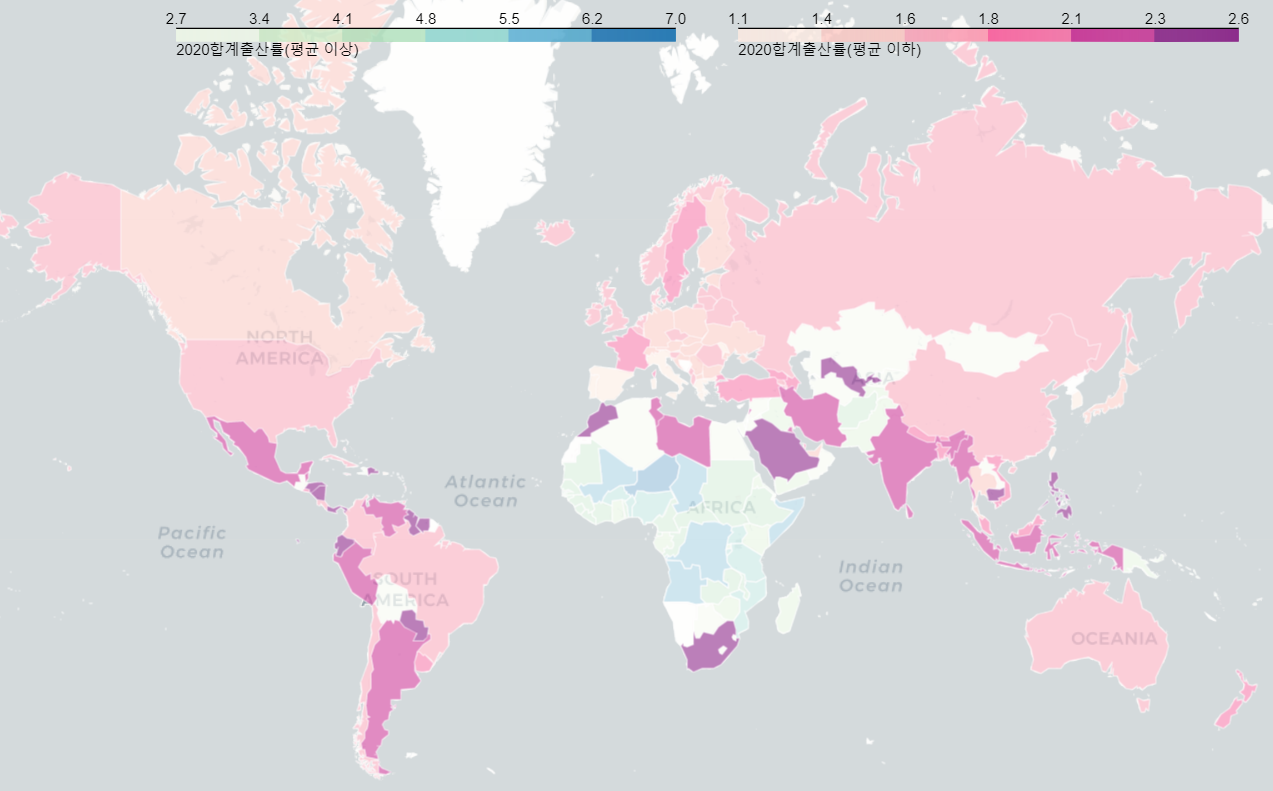 2.7 3.4 4.1 4.8 5.5 6.2 7.0
2020합계출산률(평균 이상)
1.1 1.4 1.6 1.8 2.1 2.3 2.6
2020합계출산률(평균 이하)
NORTH
AMERICA
ASIA
Atlantic
Ocean
AFRICA
Pacific
Ocean
Indian
Ocean
SOUTH
AMERICA
OCEANIA